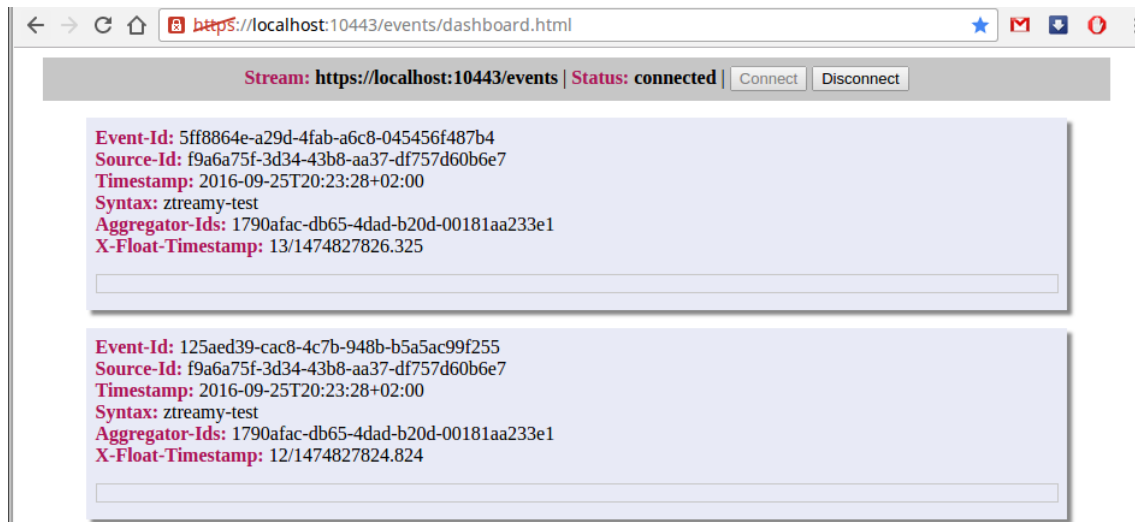 https://localhost:10443/events/dashboard.html
Stream: https://localhost:10443/events | Status: connected | Connect Disconnect
Event-Id: 5ff8864e-a29d-4fab-a6c8-045456f487b4
Source-Id: f9a6a75f-3d34-43b8-aa37-df757d60b6e7
Timestamp: 2016-09-25T20:23:28+02:00
Syntax: ztreamy-test
Aggregator-Ids: 1790afac-db65-4dad-b20d-00181aa233e1
X-Float-Timestamp: 13/1474827826.325
Event-Id: 125aed39-cac8-4c7b-948b-b5a5ac99f255
Source-Id: f9a6a75f-3d34-43b8-aa37-df757d60b6e7
Timestamp: 2016-09-25T20:23:28+02:00
Syntax: ztreamy-test
Aggregator-Ids: 1790afac-db65-4dad-b20d-00181aa233e1
X-Float-Timestamp: 12/1474827824.824